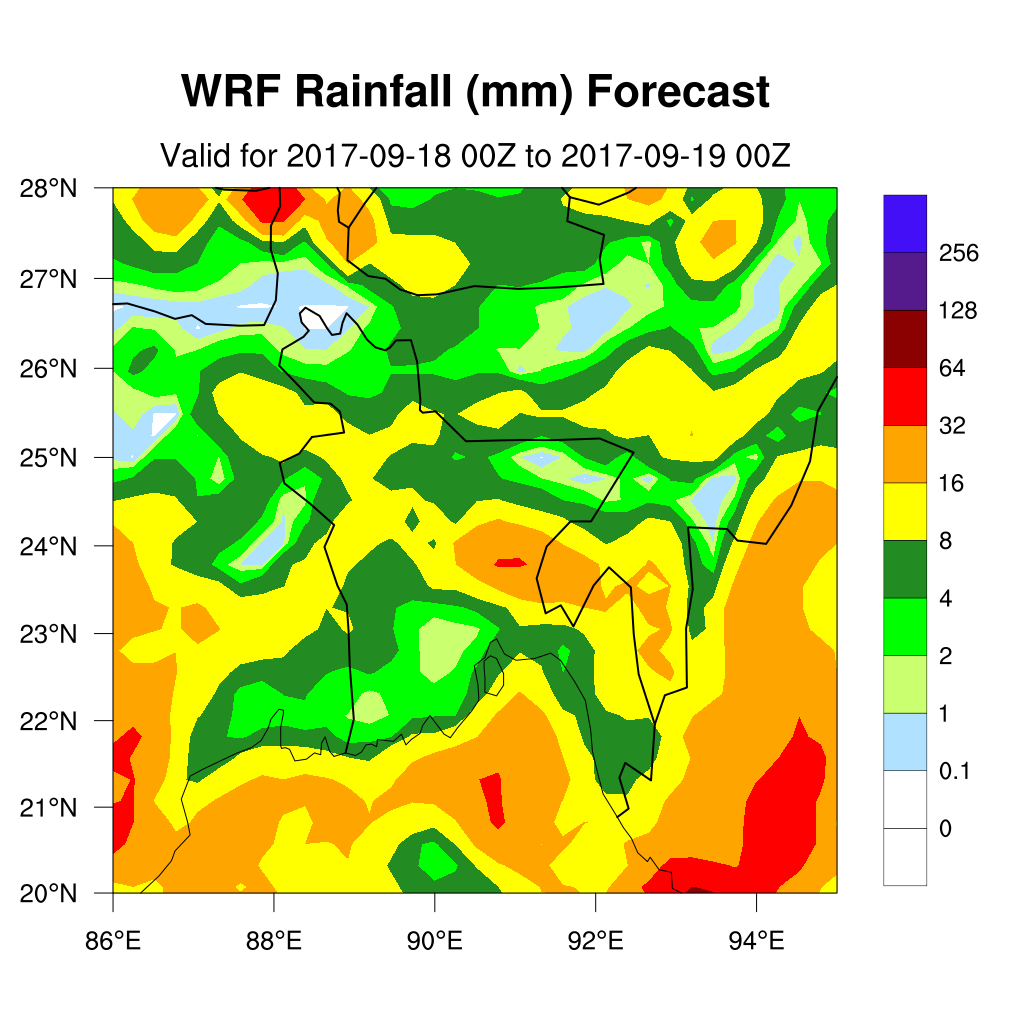 WRF Rainfall (mm) Forecast
Valid for 2017-09-18 00Z to 2017-09-19 00Z
28°N
27°N
26°N
25°N
24°N
23°N
22°N
21°N
20°N
86°E 88°E 90°E 92°E 94°E
256
128
64
32
16
8
4
2
1
0.1
0